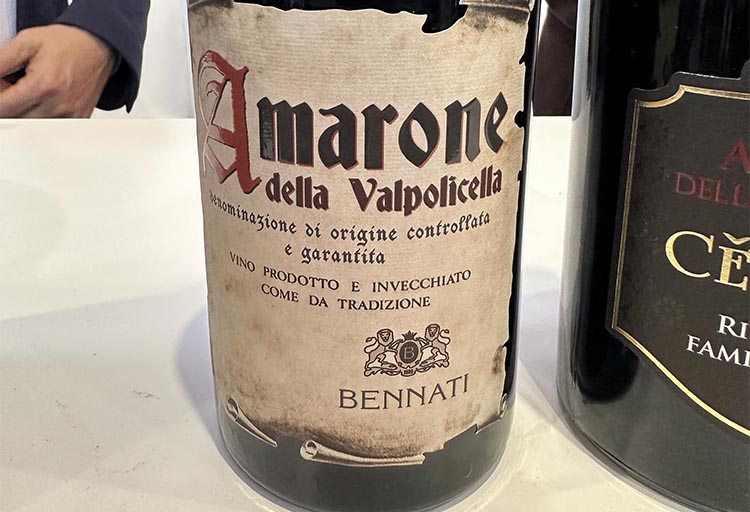 Amarone
della Valpolicella
Denominazione di origine controllata
e garantita
VINO PRODOTTO E INVECCHIATO
COME DA TRADIZIONE
B
BENNATI